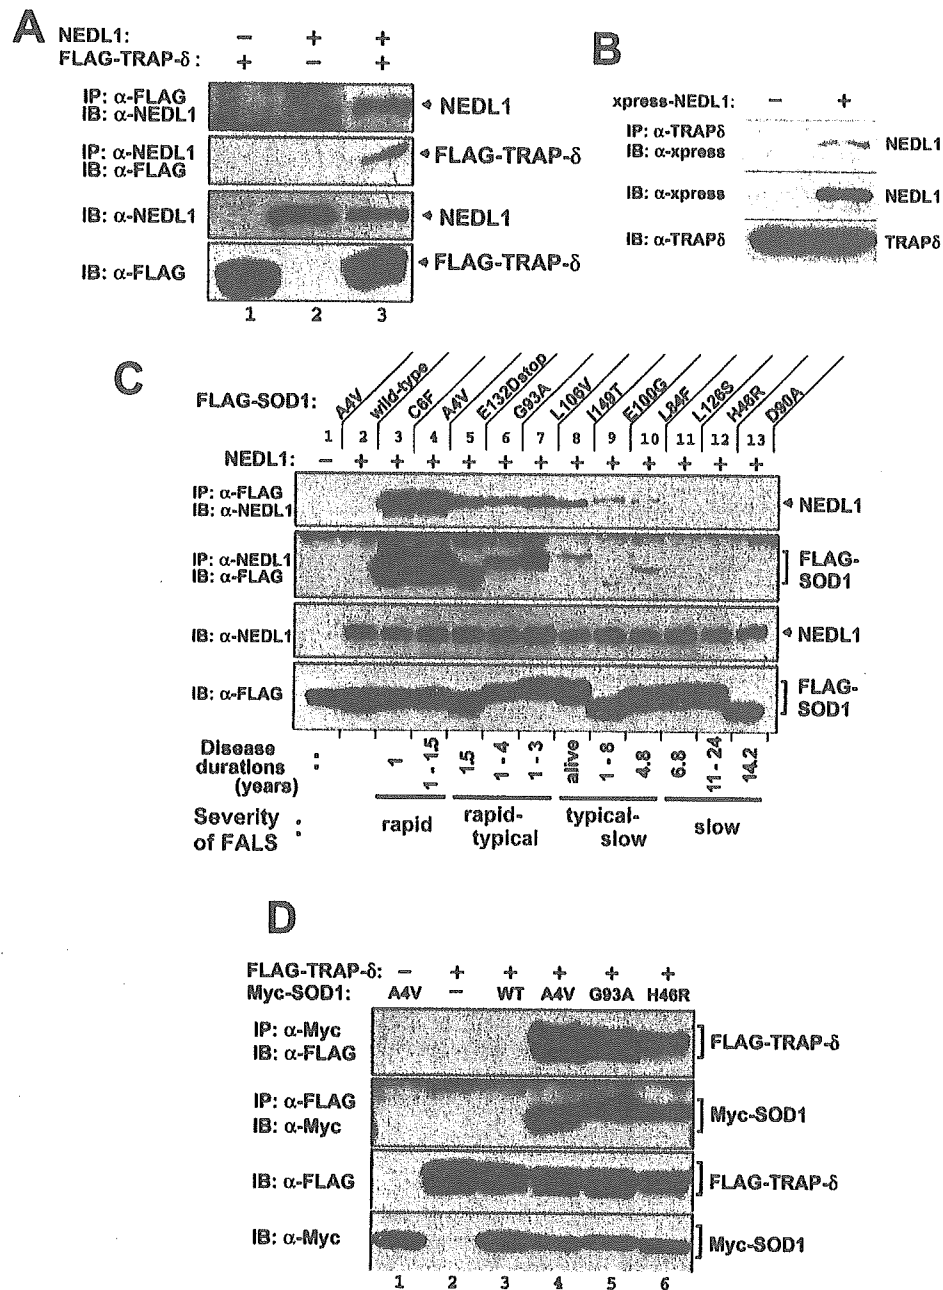 A
NEDL1: − + +
FLAG-TRAP-δ: + − +
IP: α-FLAG
IB: α-NEDL1
NEDL1
IP: α-NEDL1
IB: α-FLAG
FLAG-TRAP-δ
IB: α-NEDL1
NEDL1
IB: α-FLAG
FLAG-TRAP-δ
1 2 3
B
xpress-NEDL1: − +
IP: α-TRAPδ
IB: α-xpress
NEDL1
IB: α-xpress
NEDL1
IB: α-TRAPδ
TRAPδ
C
FLAG-SOD1: A4V wild-type C6F A4V E132Dstop G93A L106V I149T E100G L84F L126S H46R D90A
1 2 3 4 5 6 7 8 9 10 11 12 13
NEDL1: − + + + + + + + + + + + +
IP: α-FLAG
IB: α-NEDL1
NEDL1
IP: α-NEDL1
IB: α-FLAG
FLAG-
SOD1
IB: α-NEDL1
NEDL1
IB: α-FLAG
FLAG-
SOD1
Disease
durations
(years)
: 1 1 - 1.5 1.5 1 - 4 1 - 3 alive 1 - 8 4.8 6.8 11 - 24 14.2
Severity
of FALS :
rapid
rapid-
typical
typical-
slow
slow
D
FLAG-TRAP-δ: − + + + + +
Myc-SOD1: A4V − WT A4V G93A H46R
IP: α-Myc
IB: α-FLAG
FLAG-TRAP-δ
IP: α-FLAG
IB: α-Myc
Myc-SOD1
IB: α-FLAG
FLAG-TRAP-δ
IB: α-Myc
Myc-SOD1
1 2 3 4 5 6